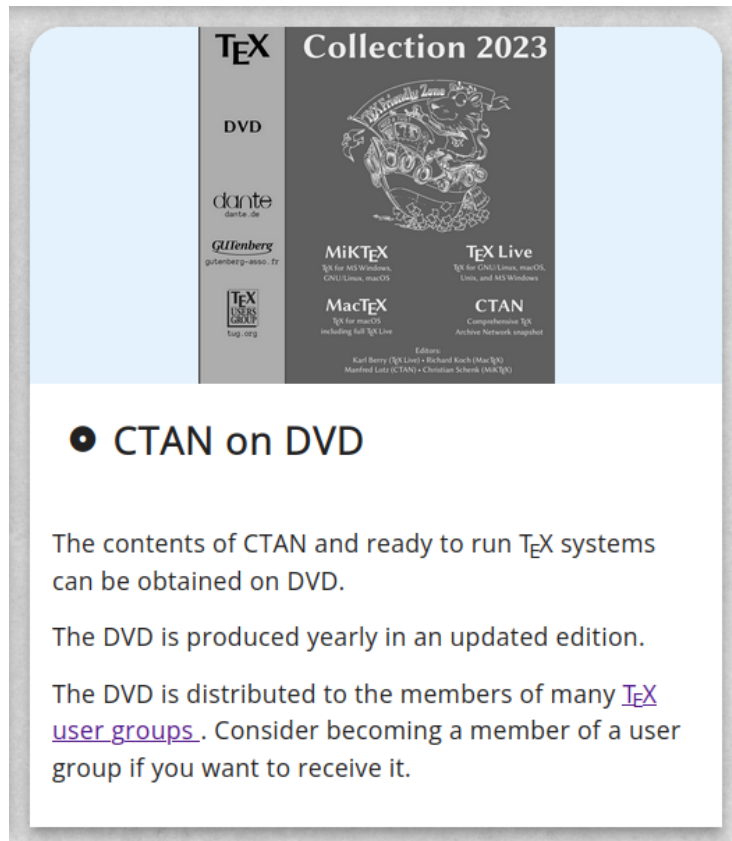 TEX
Collection 2023
TEX Friendly Zone
DVD
dante
dante.de
GUTenberg
gutenberg-asso.fr
TEX
USERS
GROUP
tug.org
MiKTEX
TEX for MS Windows,
GNU/Linux, macOS
TEX Live
TEX for GNU/Linux, macOS,
Unix, and MS Windows
MacTEX
TEX for macOS
including full TEX Live
CTAN
Comprehensive TEX
Archive Network snapshot
Editors:
Karl Berry (TEX Live) • Richard Koch (MacTEX)
Manfred Lotz (CTAN) • Christian Schenk (MiKTEX)
CTAN on DVD
The contents of CTAN and ready to run TEX systems
can be obtained on DVD.
The DVD is produced yearly in an updated edition.
The DVD is distributed to the members of many TEX
user groups . Consider becoming a member of a user
group if you want to receive it.